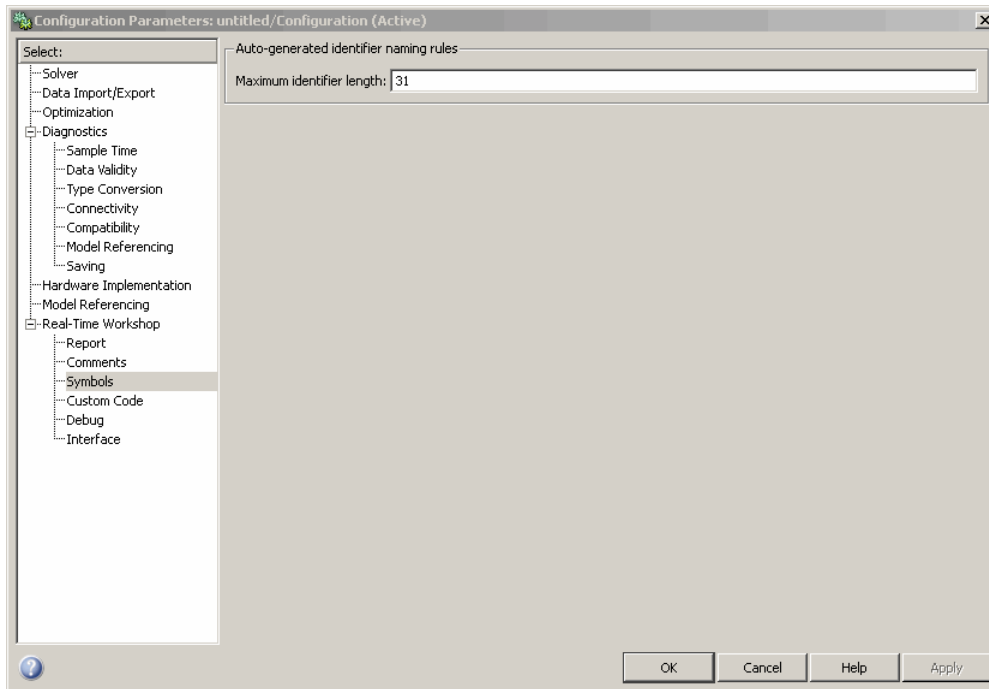 Configuration Parameters: untitled/Configuration (Active)
Select:
Solver
Data Import/Export
Optimization
Diagnostics
Sample Time
Data Validity
Type Conversion
Connectivity
Compatibility
Model Referencing
Saving
Hardware Implementation
Model Referencing
Real-Time Workshop
Report
Comments
Symbols
Custom Code
Debug
Interface
Auto-generated identifier naming rules
Maximum identifier length: 31
OK Cancel Help Apply